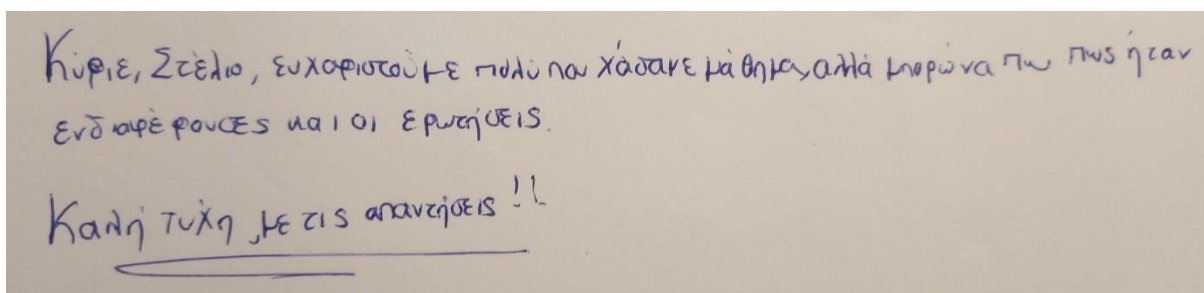 Κύριε, Στέλιο, ευχαριστούμε πολύ που χάσαμε μάθημα, αλλά μπορώ να πω πως ήταν
ενδιαφέρουσες και οι ερωτήσεις.
Καλή τύχη, με τις απαντήσεις!!